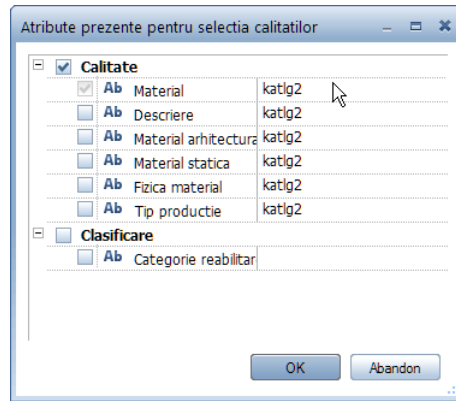 Atribute prezente pentru selectia calitatilor
Calitate
Ab Material katlg2
Ab Descriere katlg2
Ab Material arhitectura katlg2
Ab Material statica katlg2
Ab Fizica material katlg2
Ab Tip productie katlg2
Clasificare
Ab Categorie reabilitar
OK Abandon